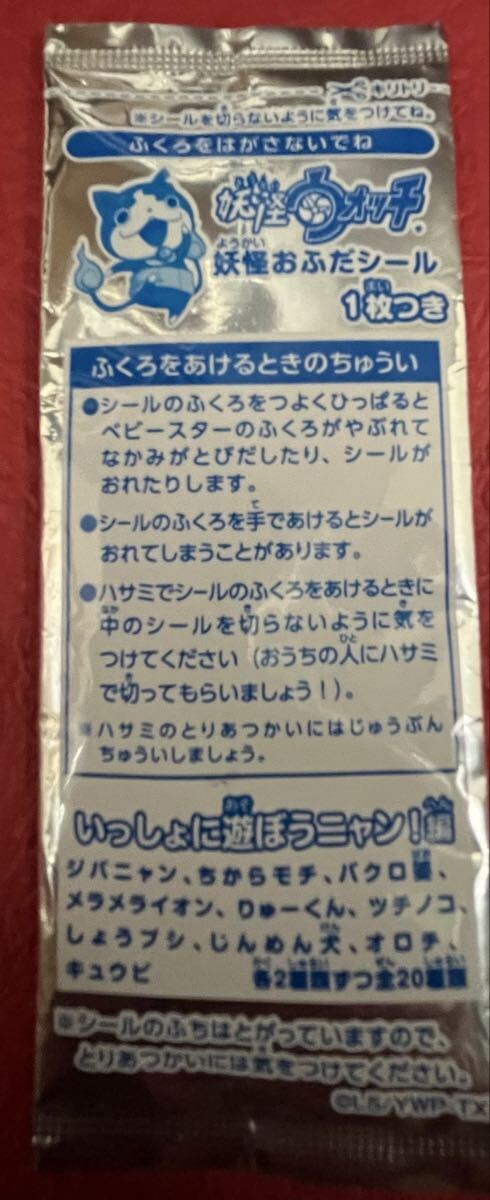 キリトリ
※シールを切らないように気をつけてね。
ふくろをはがさないでね
妖怪ウォッチ
妖怪おふだシール
1枚つき
ふくろをあけるときのちゅうい
●シールのふくろをつよくひっぱると
ベビースターのふくろがやぶれて
なかみがとびだしたり、シールが
おれたりします。
●シールのふくろを手であけるとシールが
おれてしまうことがあります。
●ハサミでシールのふくろをあけるときに
中のシールを切らないように気を
つけてください（おうちの人にハサミ
で切ってもらいましょう！）。
※ハサミのとりあつかいにはじゅうぶん
ちゅういしましょう。
いっしょに遊ぼうニャン！編
ジバニャン、ちからモチ、バクロ婆、
メラメライオン、りゅーくん、ツチノコ、
しょうブシ、じんめん犬、オロチ、
キュウビ 各2種類ずつ全20種類
※シールのふちはとがっていますので、
とりあつかいには気をつけてください。
©L5/YWP・TX